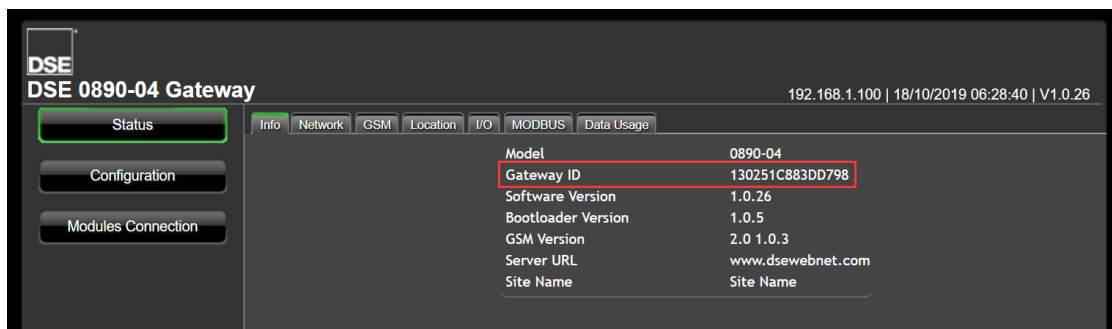 DSE
DSE 0890-04 Gateway
192.168.1.100 | 18/10/2019 06:28:40 | V1.0.26
Status
Info Network GSM Location I/O MODBUS Data Usage
Model 0890-04
Gateway ID 130251C883DD798
Configuration
Software Version 1.0.26
Bootloader Version 1.0.5
Modules Connection
GSM Version 2.0 1.0.3
Server URL www.dsewebnet.com
Site Name Site Name